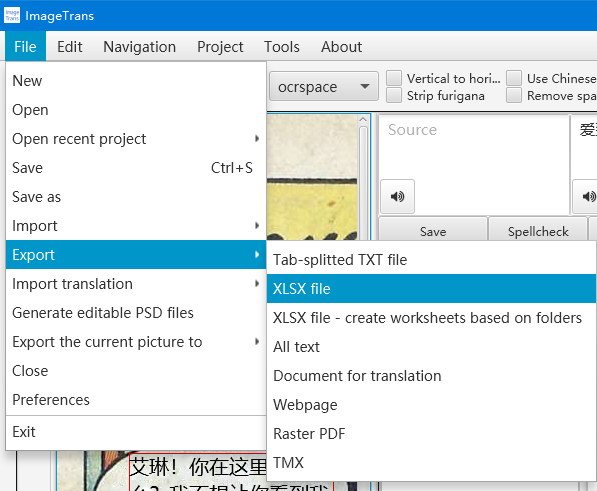 Image Trans
ImageTrans
File Edit Navigation Project Tools About
New
Open
Open recent project
Save Ctrl+S
Save as
Import
Export
Import translation
Generate editable PSD files
Export the current picture to
Close
Preferences
Exit
ocrspace
Vertical to hori...
Use Chinese
Strip furigana
Remove spa
Source
Save
Spellcheck
Tab-splitted TXT file
XLSX file
XLSX file - create worksheets based on folders
All text
Document for translation
Webpage
Raster PDF
TMX
艾琳！你在这里